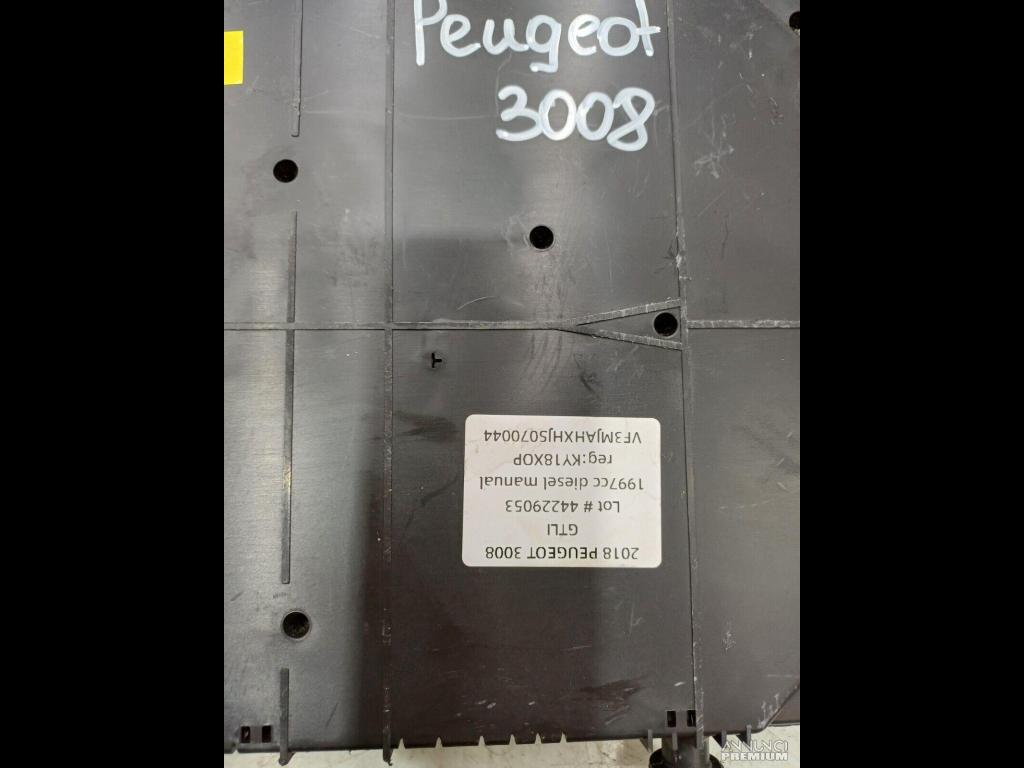 Peugeot
3008
2018 PEUGEOT 3008
GTLI
Lot # 44229053
1997cc diesel manual
reg:KY18XOP
VF3MJAHXHJS070044
ANNUNCI
PREMIUM